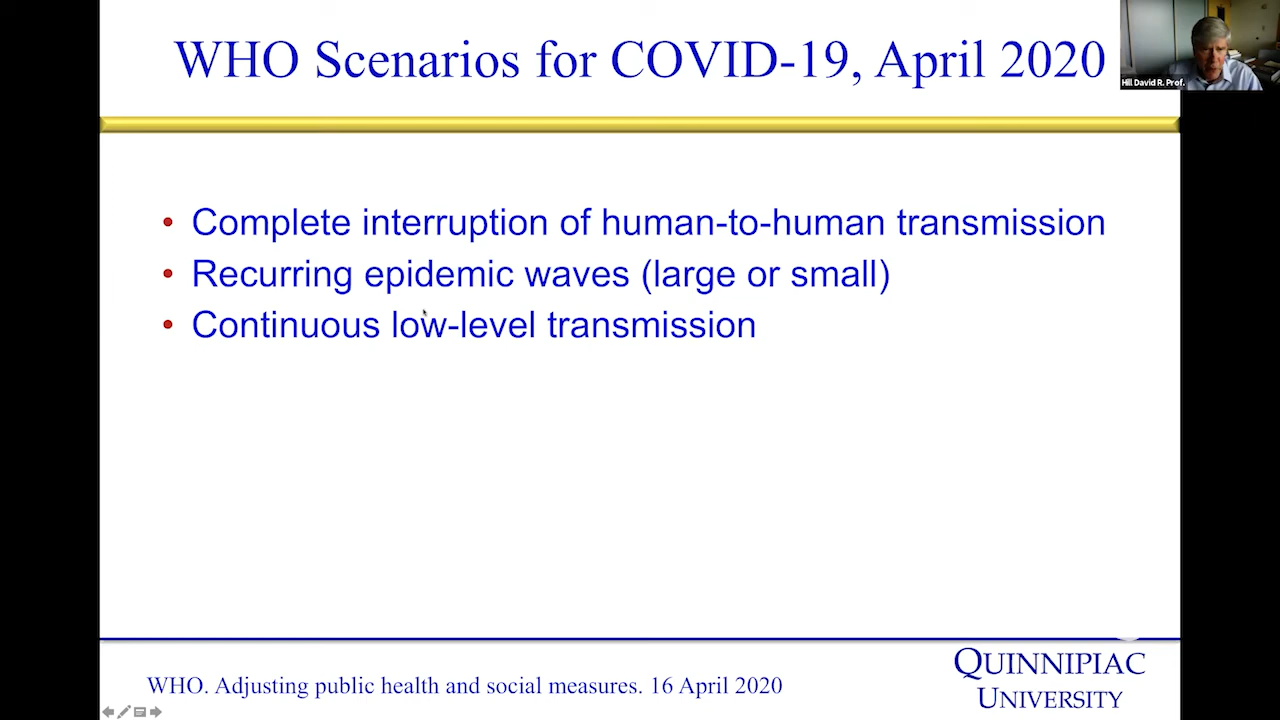 WHO Scenarios for COVID-19, April 2020
Hill David R. Prof.
• Complete interruption of human-to-human transmission
• Recurring epidemic waves (large or small)
• Continuous low-level transmission
WHO. Adjusting public health and social measures. 16 April 2020
QUINNIPIAC
UNIVERSITY